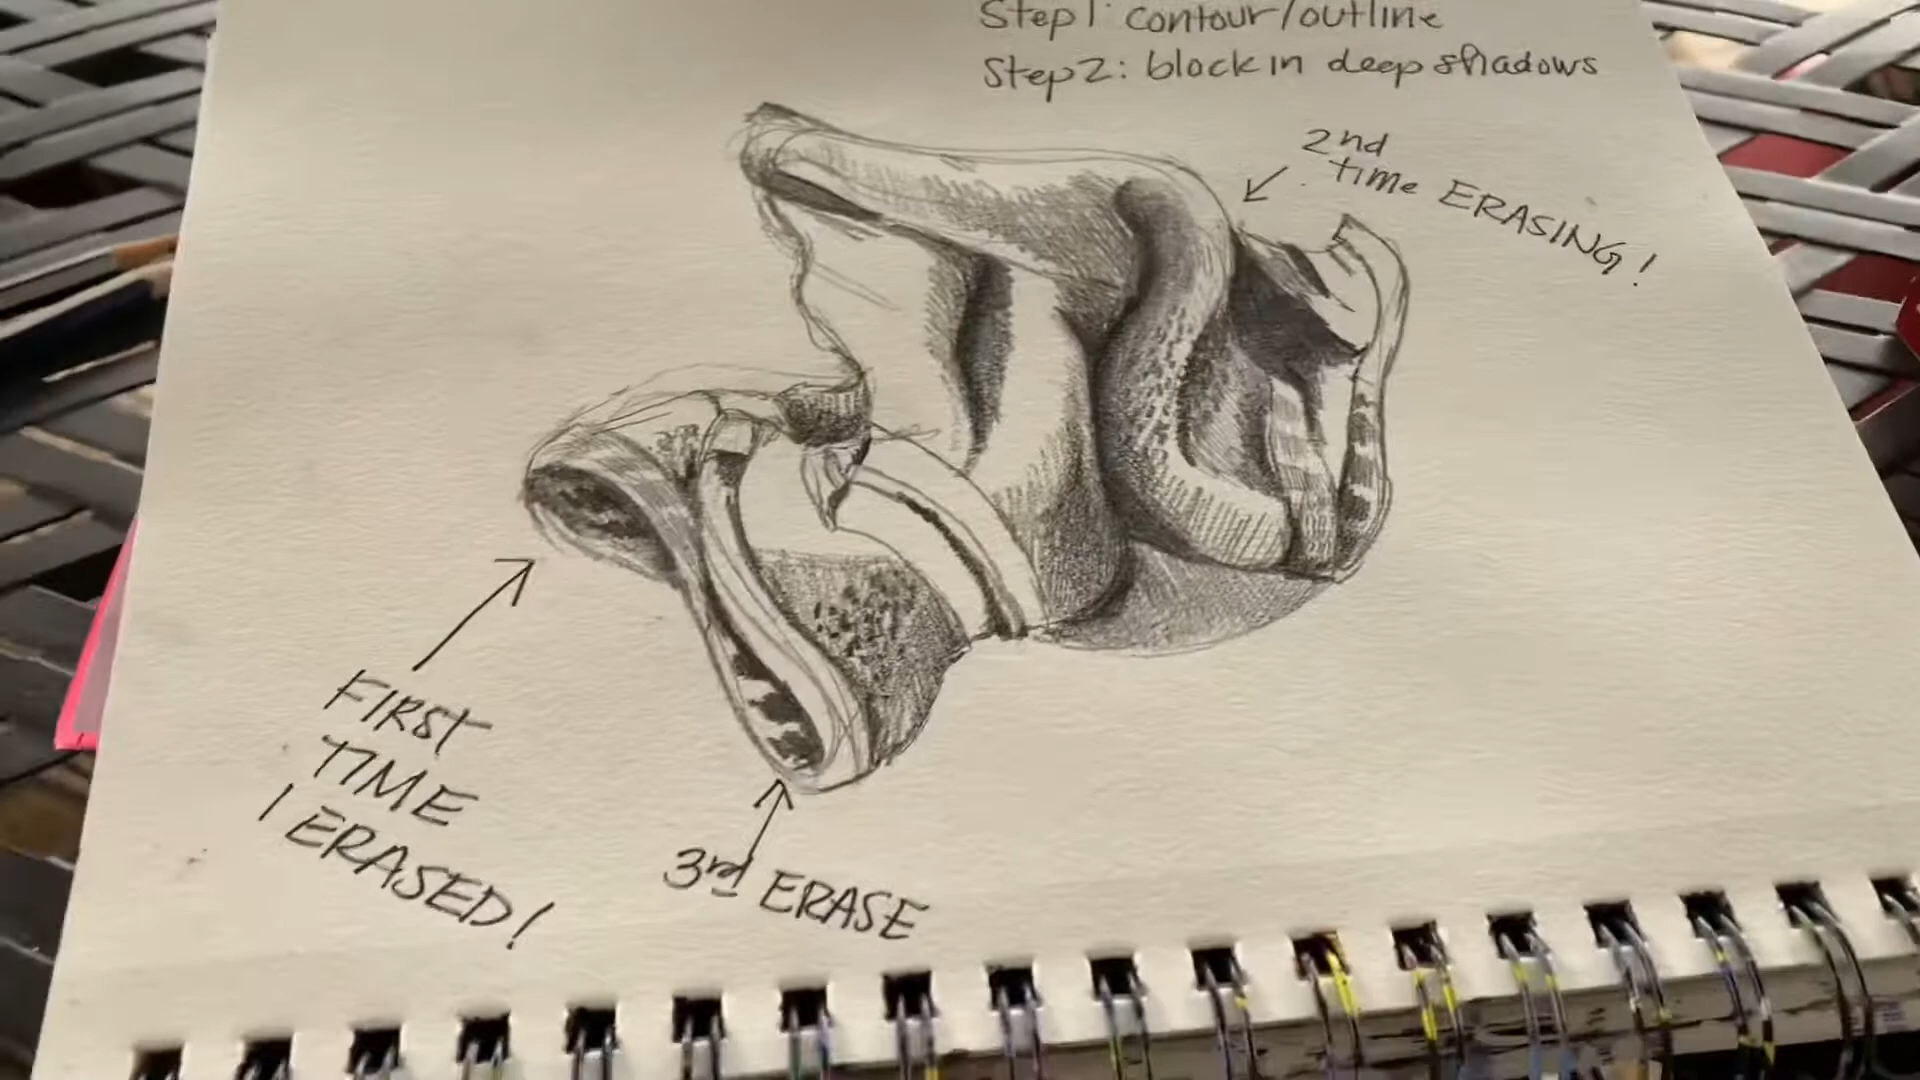 Step 1: contour/outline
Step 2: block in deep shadows
2nd
time ERASING!
FIRST
TIME
I ERASED!
3rd ERASE